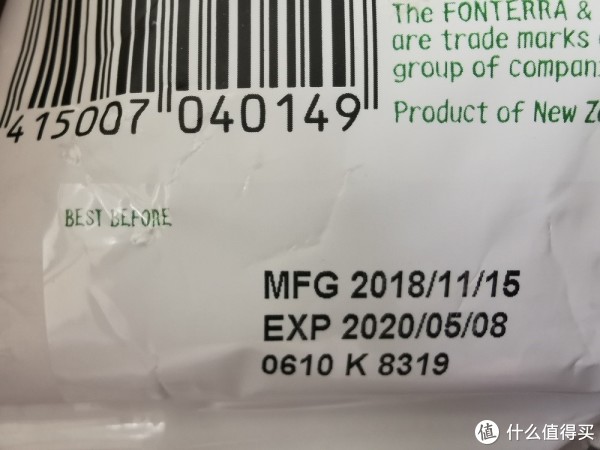 The FONTERRA &
are trade marks
group of compan
Product of New Z
415007 040149
BEST BEFORE
MFG 2018/11/15
EXP 2020/05/08
0610 K 8319
值 什么值得买